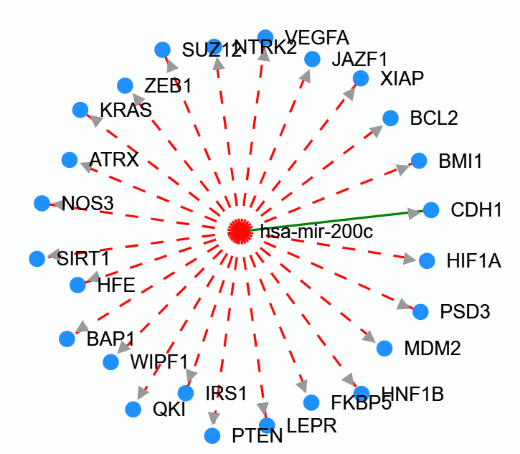 VEGFA
SUZ12
NTRK2
JAZF1
XIAP
ZEB1
KRAS
BCL2
ATRX
BMI1
NOS3
CDH1
hsa-mir-200c
SIRT1
HIF1A
HFE
PSD3
BAP1
MDM2
WIPF1
IRS1
HNF1B
FKBP5
QKI
LEPR
PTEN